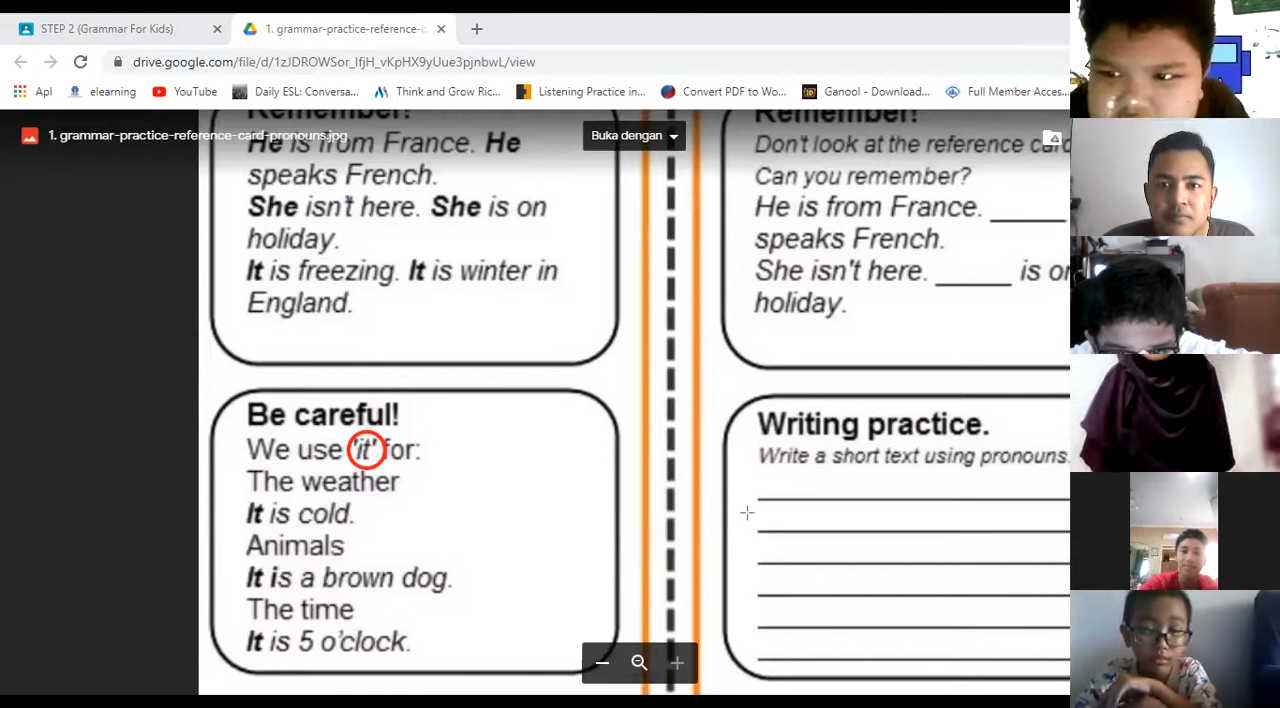 STEP 2 (Grammar For Kids)
1. grammar-practice-reference-c
drive.google.com/file/d/1zJDROWSor_lfjH_vKpHX9yUue3pjnbwL/view
Apl
elearning
YouTube
Daily ESL: Conversa...
Think and Grow Ric...
Listening Practice in...
Convert PDF to Wo...
Ganool - Download...
Full Member Acces...
1. grammar-practice-reference-card-pronouns.jpg
Buka dengan
Remember!
He is from France. He
speaks French.
She isn't here. She is on
holiday.
It is freezing. It is winter in
England.
Be careful!
We use 'it' for:
The weather
It is cold.
Animals
It is a brown dog.
The time
It is 5 o'clock.
Remember!
Don't look at the reference card
Can you remember?
He is from France. _____
speaks French.
She isn't here. _____ is on
holiday.
Writing practice.
Write a short text using pronouns.